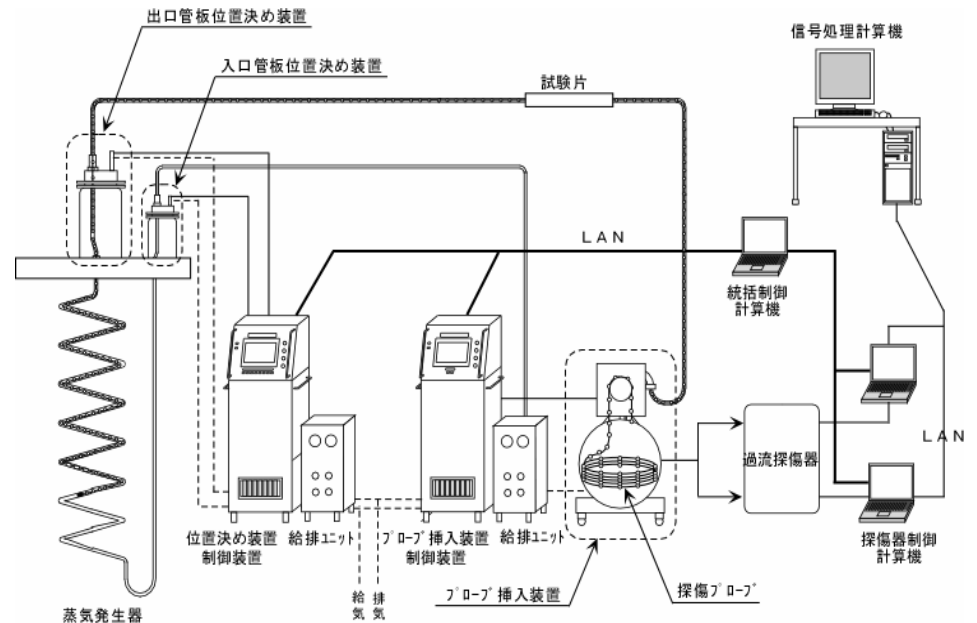 出口管板位置決め装置
入口管板位置決め装置
試験片
信号処理計算機
LAN
統括制御
計算機
LAN
過流探傷器
探傷器制御
計算機
位置決め装置
制御装置
給排ユニット
プローブ挿入装置
制御装置
給排ユニット
プローブ挿入装置
探傷プローブ
給気
排気
蒸気発生器